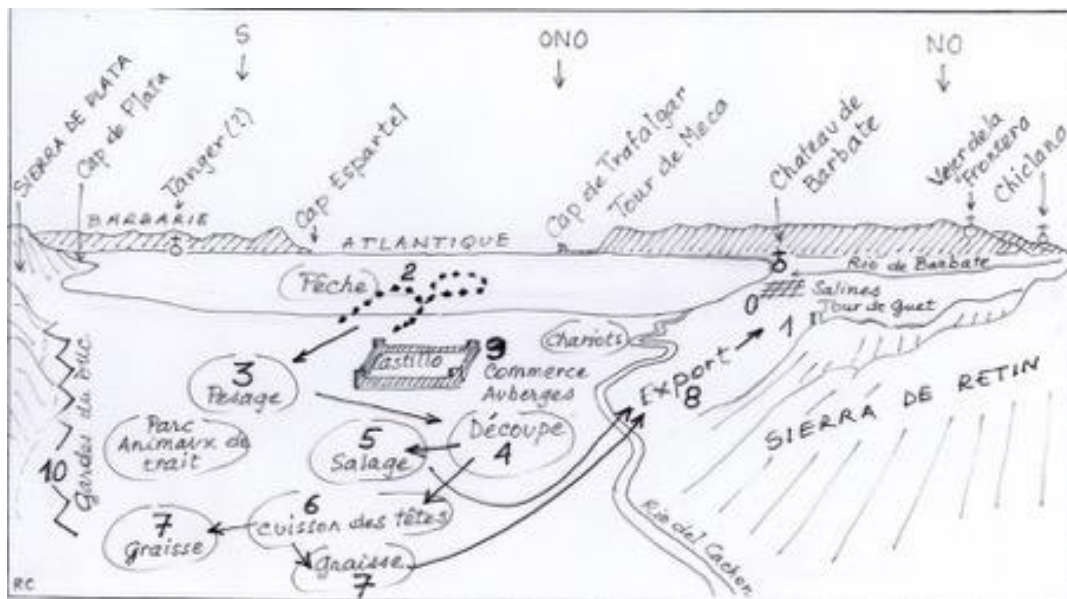 S
ONO
NO
SIERRA DE PLATA
Cap de Plata
Tanger (?)
Cap Espartel
Cap de Trafalgar
Tour de Meca
Chateau de
Barbate
Vejer de la
Frontera
Chiclana
BARBARIE
ATLANTIQUE
Rio de Barbate
Pêche
2
0
Salines
Tour de guet
1
Chariots
Castillo
9
Commerce
Auberges
Export
8
SIERRA DE RETIN
3
Pesage
Découpe
4
5
Salage
Parc
Animaux de
trait
10
Gardes du Duc
6
cuisson des têtes
7
Graisse
Graisse
7
Rio del Cachon
RC